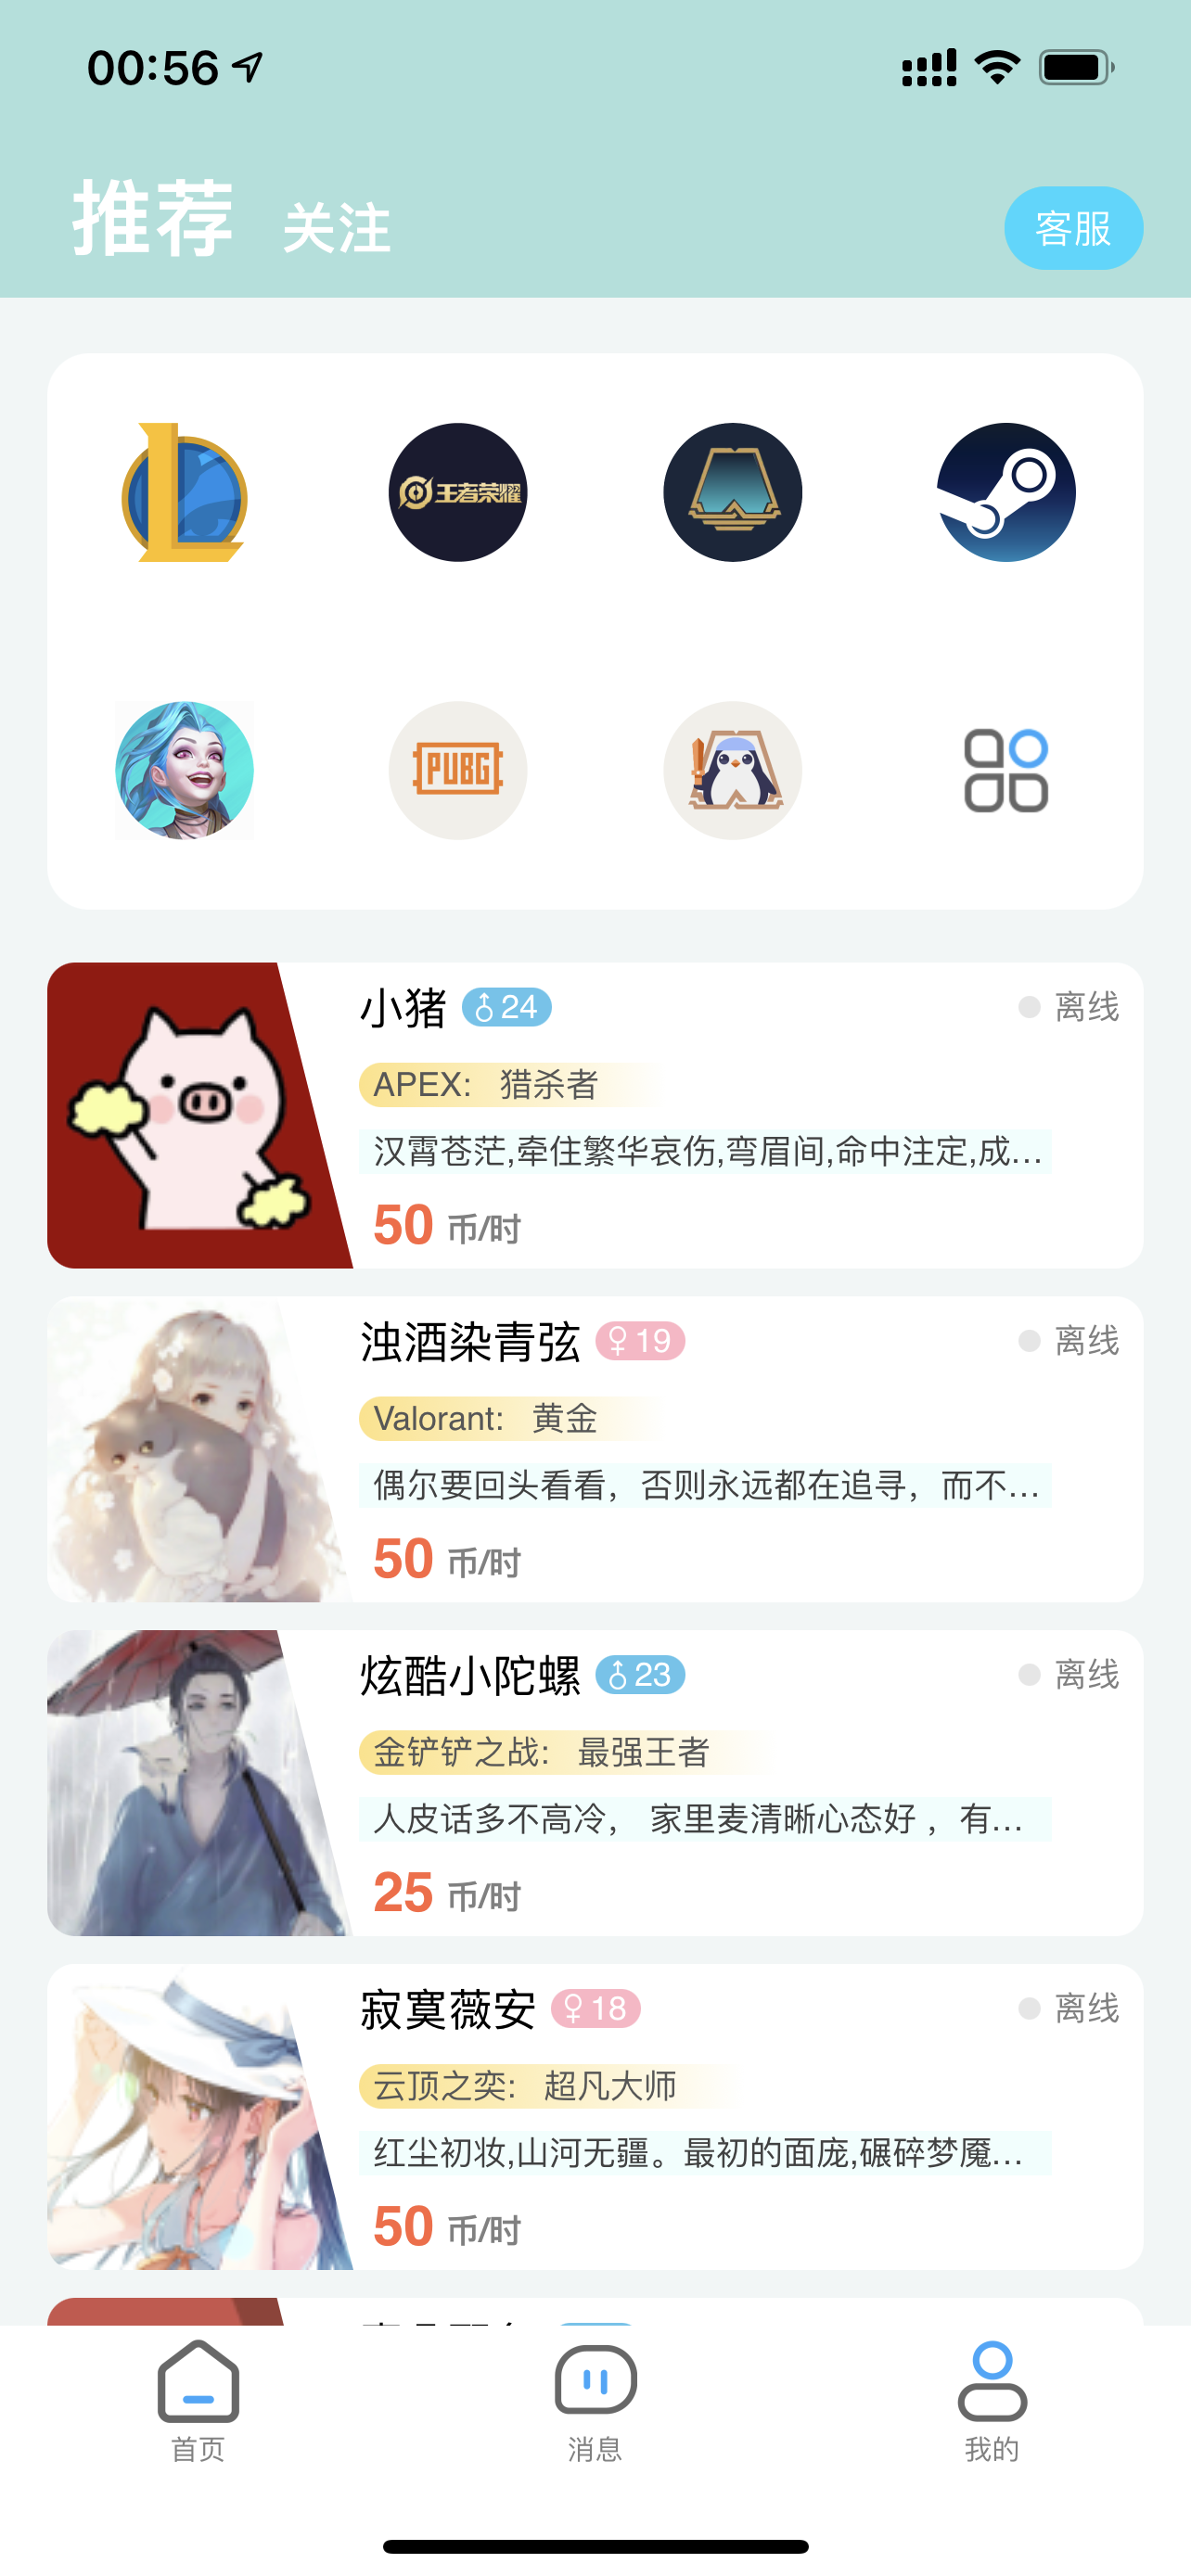 00:56
推荐 关注
客服
王者荣耀
PUBG
小猪 24
离线
APEX: 猎杀者
汉霄苍茫,牵住繁华哀伤,弯眉间,命中注定,成...
50 币/时
浊酒染青弦 19
离线
Valorant: 黄金
偶尔要回头看看，否则永远都在追寻，而不...
50 币/时
炫酷小陀螺 23
离线
金铲铲之战: 最强王者
人皮话多不高冷， 家里麦清晰心态好 ，有...
25 币/时
寂寞薇安 18
离线
云顶之奕: 超凡大师
红尘初妆,山河无疆。最初的面庞,碾碎梦魇...
50 币/时
首页
消息
我的